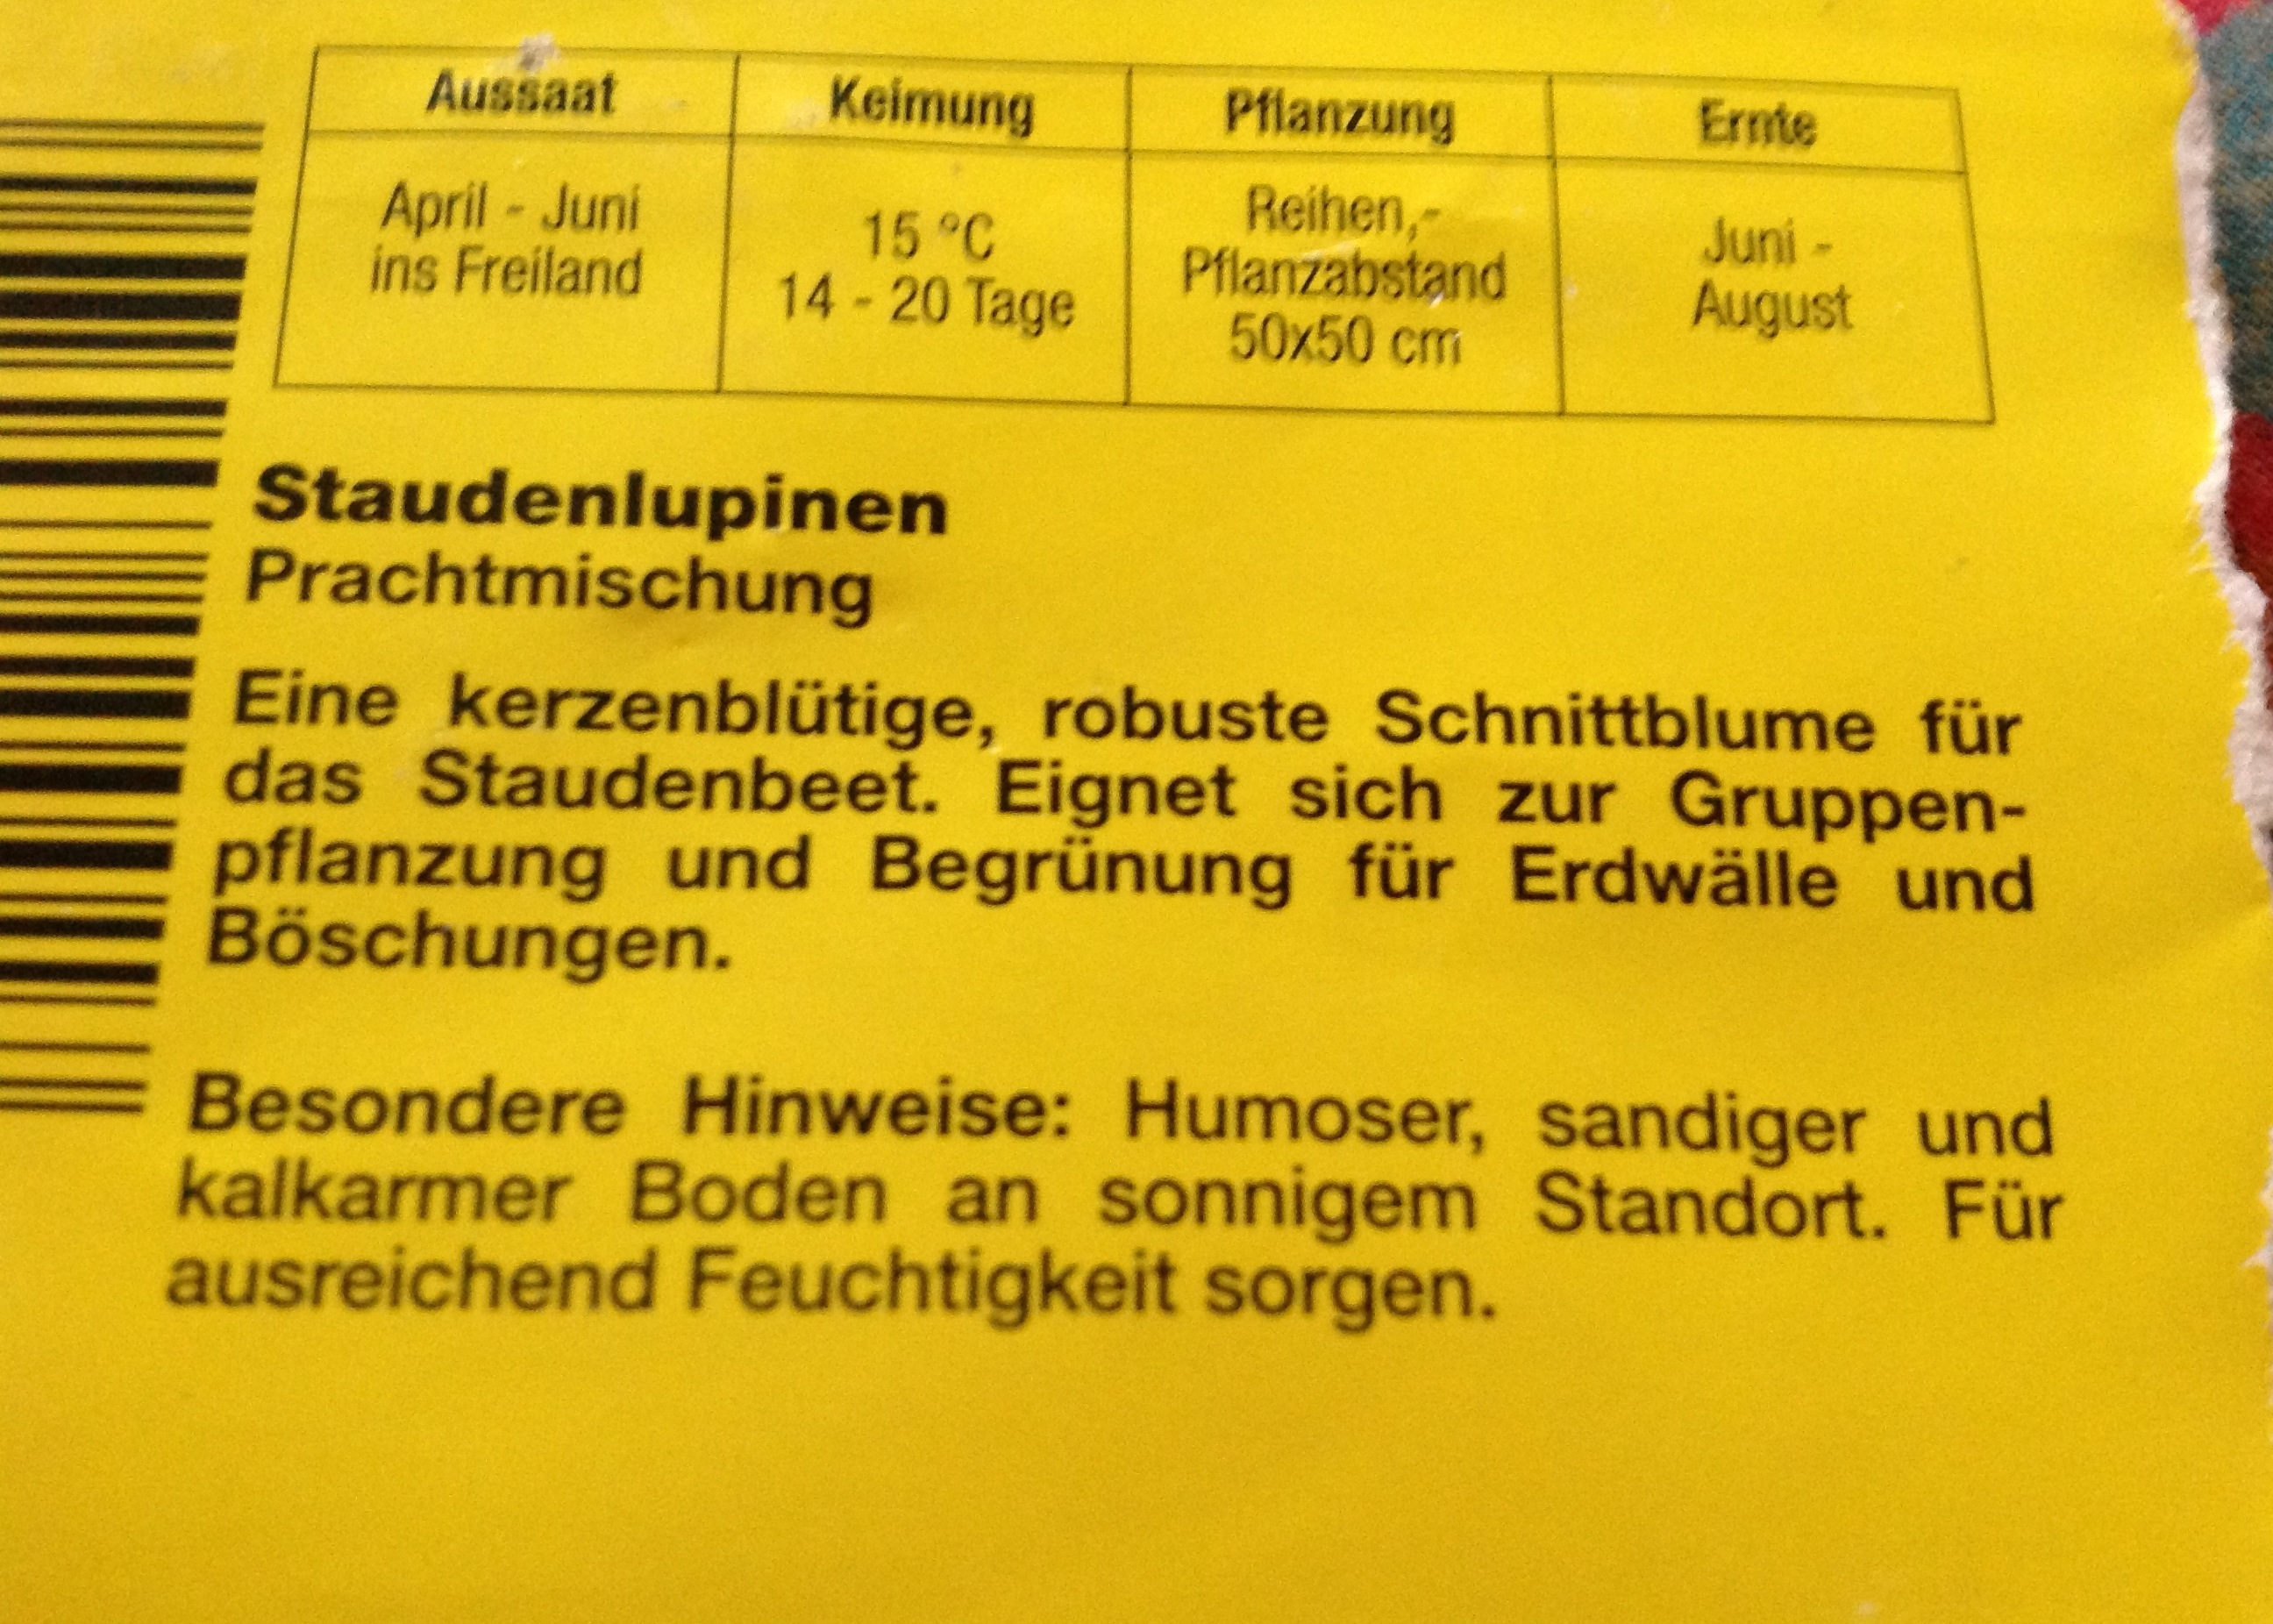 Aussaat Keimung Pflanzung Ernte
April - Juni
ins Freiland
15 °C
14 - 20 Tage
Reihen,-
Pflanzabstand
50x50 cm
Juni -
August
Staudenlupinen
Prachtmischung
Eine kerzenblütige, robuste Schnittblume für
das Staudenbeet. Eignet sich zur Gruppen-
pflanzung und Begrünung für Erdwälle und
Böschungen.
Besondere Hinweise: Humoser, sandiger und
kalkarmer Boden an sonnigem Standort. Für
ausreichend Feuchtigkeit sorgen.